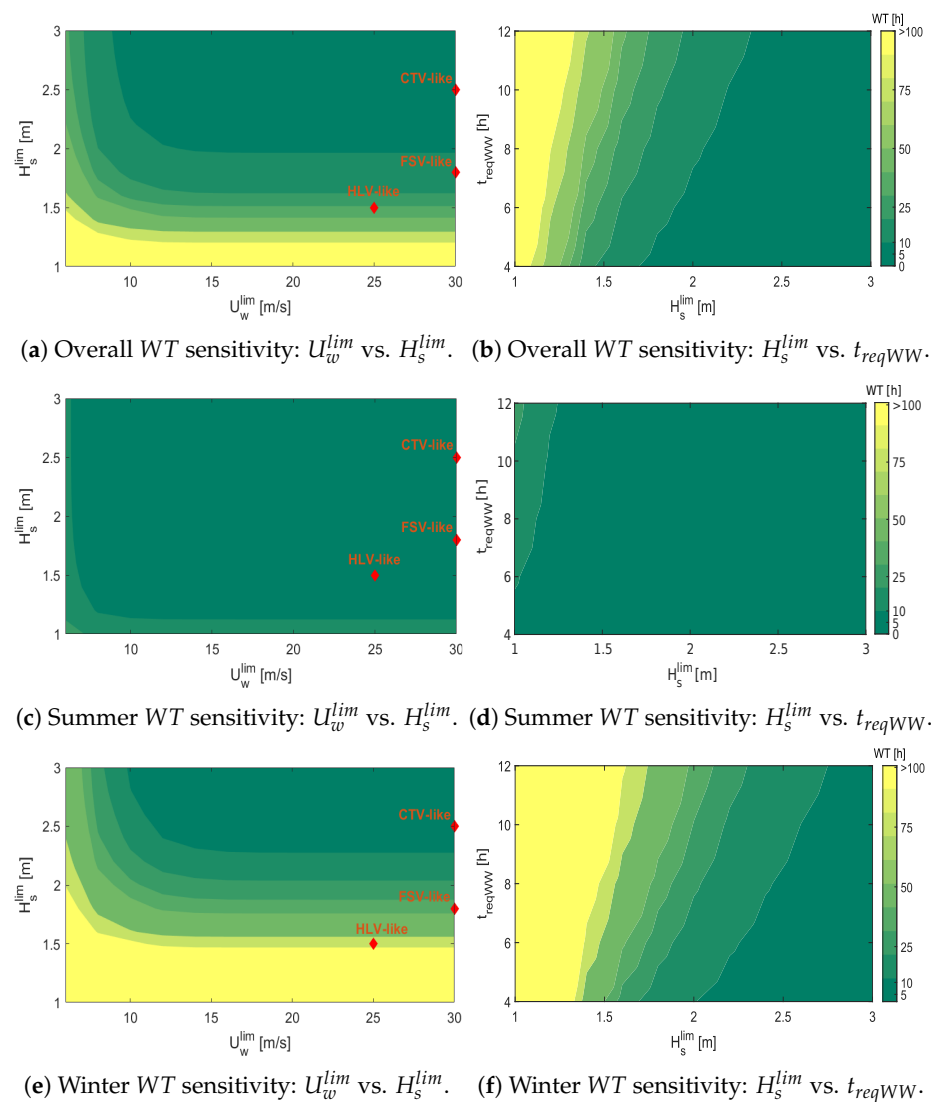 WT [h]
3
2.5
2
1.5
1
H_s^lim [m]
CTV-like
FSV-like
HLV-like
10
15
20
25
30
U_w^lim [m/s]
12
10
8
6
4
t_reqWW [h]
1
1.5
2
2.5
3
H_s^lim [m]
>100
75
50
25
10
5
0
(a) Overall WT sensitivity: U_w^lim vs. H_s^lim. (b) Overall WT sensitivity: H_s^lim vs. t_reqWW.
WT [h]
3
2.5
2
1.5
1
H_s^lim [m]
CTV-like
FSV-like
HLV-like
10
15
20
25
30
U_w^lim [m/s]
12
10
8
6
4
t_reqWW [h]
1
1.5
2
2.5
3
H_s^lim [m]
>100
75
50
25
10
5
0
(c) Summer WT sensitivity: U_w^lim vs. H_s^lim. (d) Summer WT sensitivity: H_s^lim vs. t_reqWW.
WT [h]
3
2.5
2
1.5
1
H_s^lim [m]
CTV-like
FSV-like
HLV-like
10
15
20
25
30
U_w^lim [m/s]
12
10
8
6
4
t_reqWW [h]
1
1.5
2
2.5
3
H_s^lim [m]
>100
75
50
25
10
5
(e) Winter WT sensitivity: U_w^lim vs. H_s^lim. (f) Winter WT sensitivity: H_s^lim vs. t_reqWW.